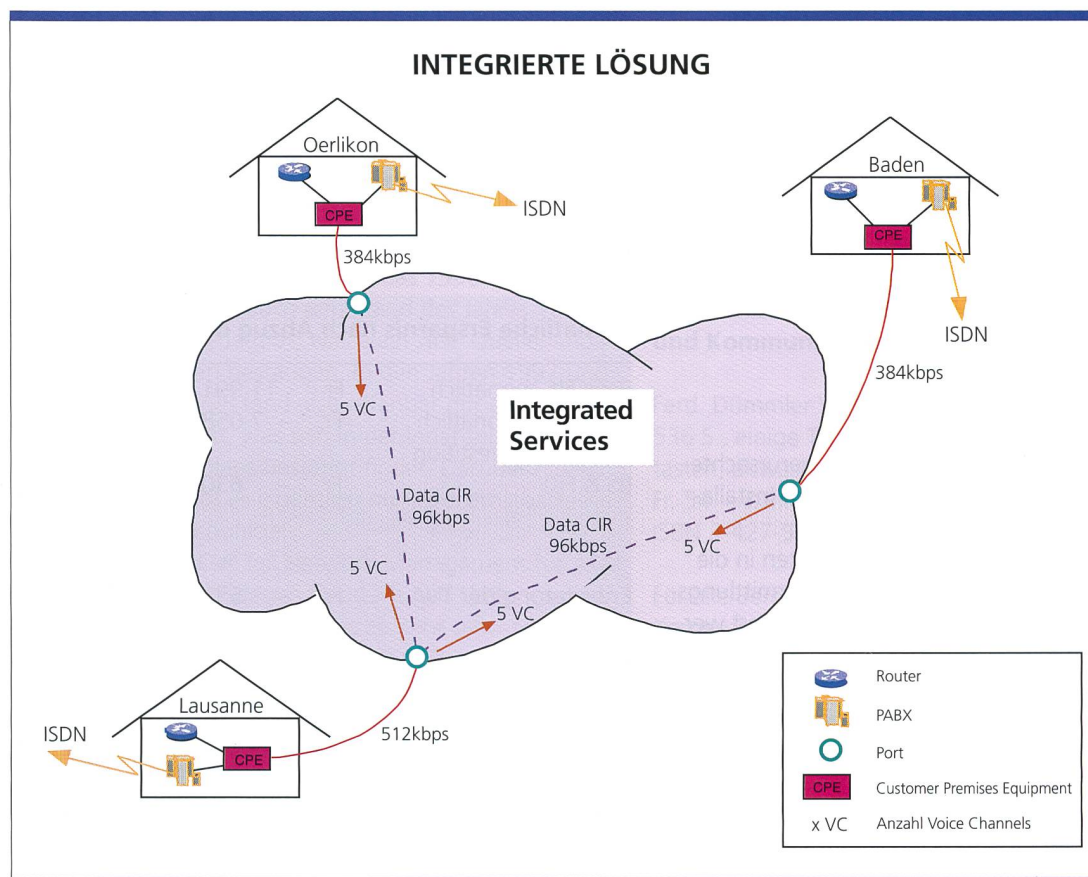 INTEGRIERTE LÖSUNG
Oerlikon
CPE
ISDN
384kbps
Baden
CPE
ISDN
384kbps
5 VC
Integrated
Services
Data CIR
96kbps
Data CIR
96kbps
5 VC
5 VC
5 VC
Lausanne
ISDN
CPE
512kbps
Router
PABX
Port
CPE Customer Premises Equipment
x VC Anzahl Voice Channels